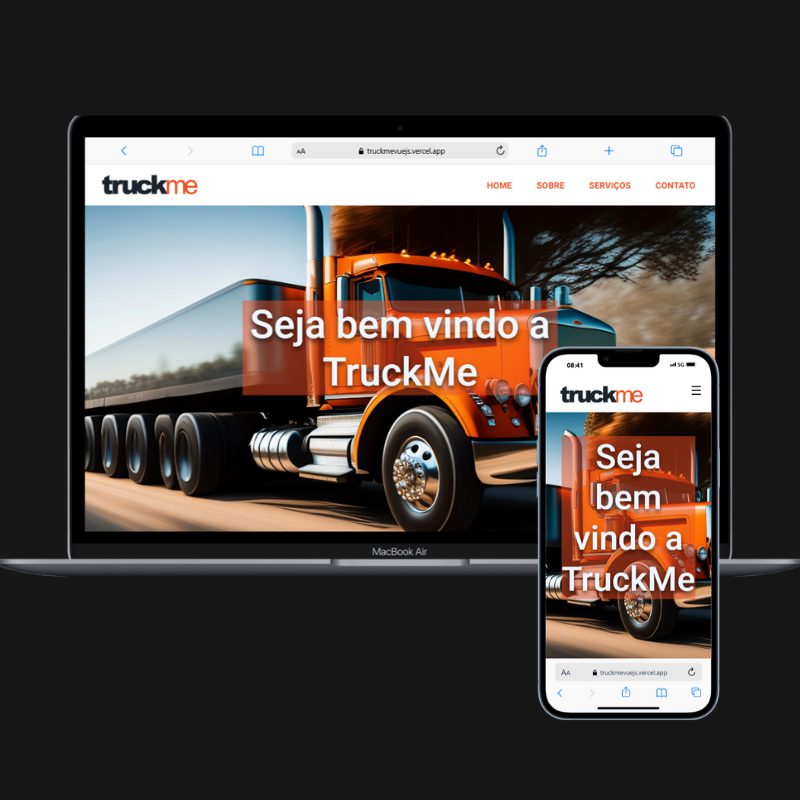 AA truckmevuejs.vercel.app
truckme
HOME SOBRE SERVIÇOS CONTATO
Seja bem vindo a
TruckMe
MacBook Air
08:41 5G
truckme
Seja
bem
vindo a
TruckMe
AA truckmevuejs.vercel.app